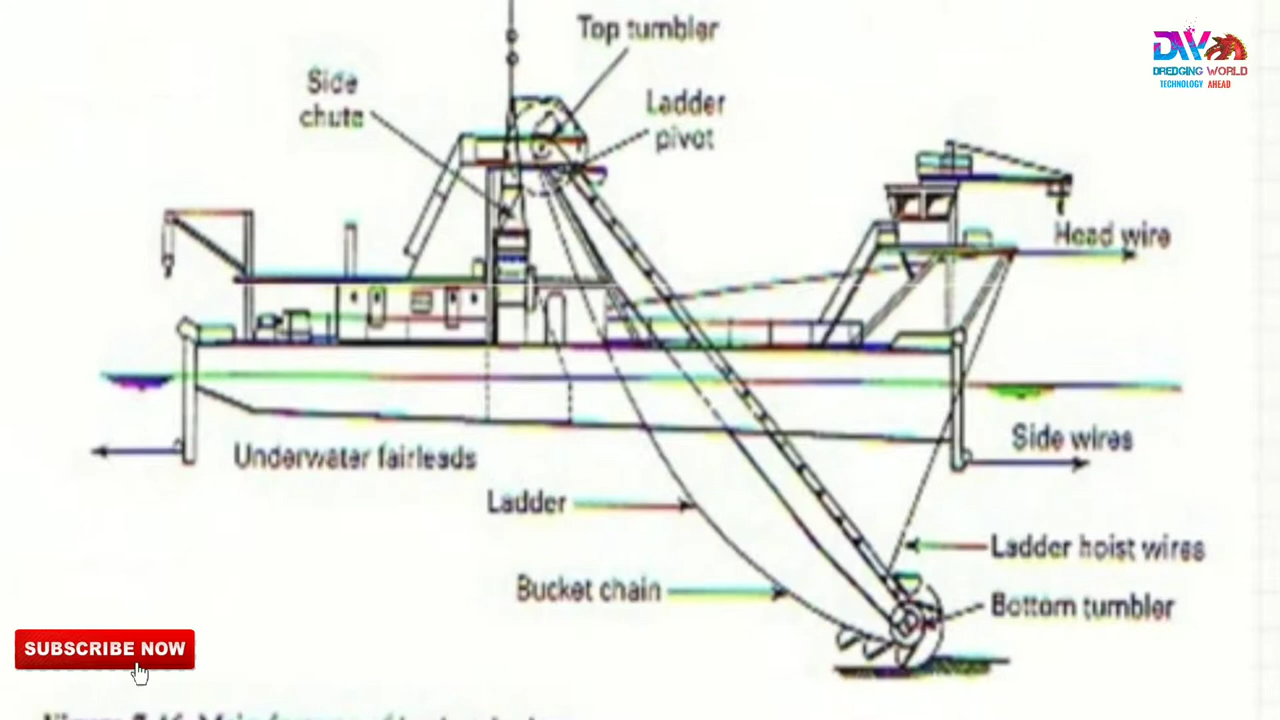 Top tumbler
Side
chute
Ladder
pivot
DW
DREDGING WORLD
TECHNOLOGY AHEAD
Head wire
Side wires
Underwater fairleads
Ladder
Ladder hoist wires
Bucket chain
Bottom tumbler
SUBSCRIBE NOW